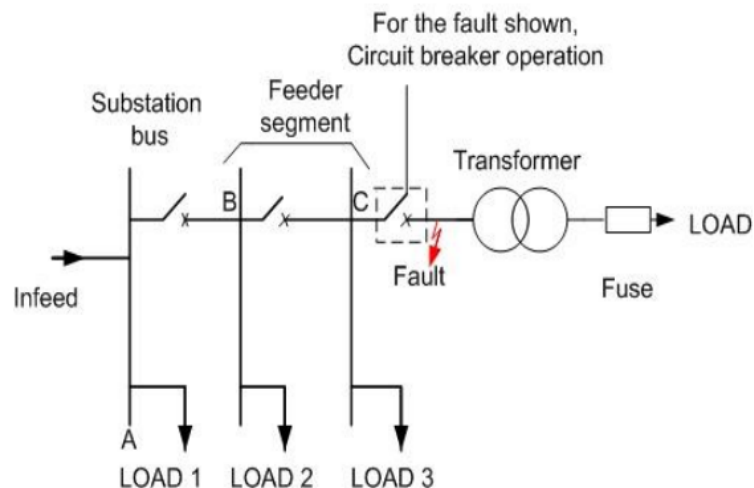 For the fault shown,
Circuit breaker operation
Substation
bus
Feeder
segment
Transformer
B
C
LOAD
Infeed
Fault
Fuse
A
LOAD 1
LOAD 2
LOAD 3